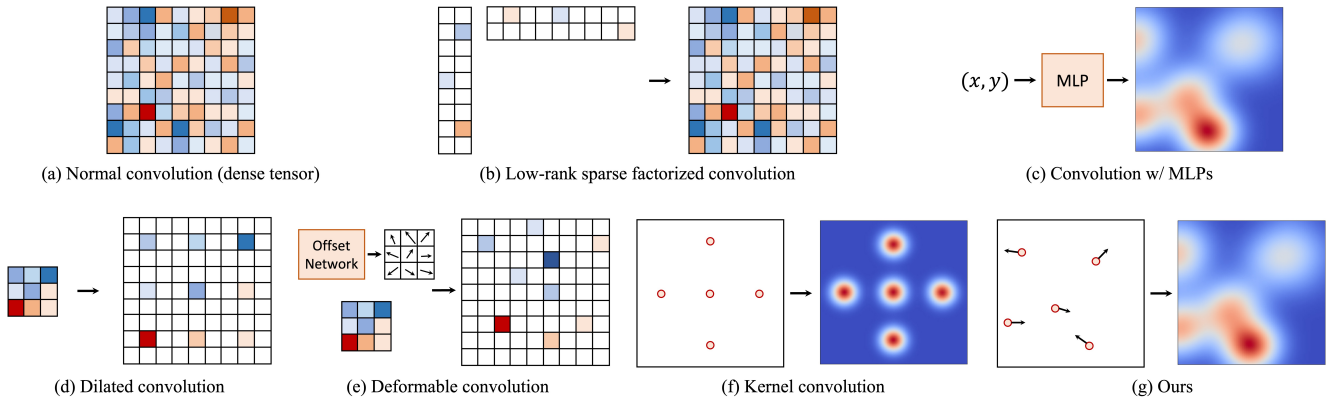 (x, y)
MLP
(a) Normal convolution (dense tensor)
(b) Low-rank sparse factorized convolution
(c) Convolution w/ MLPs
Offset
Network
(d) Dilated convolution
(e) Deformable convolution
(f) Kernel convolution
(g) Ours